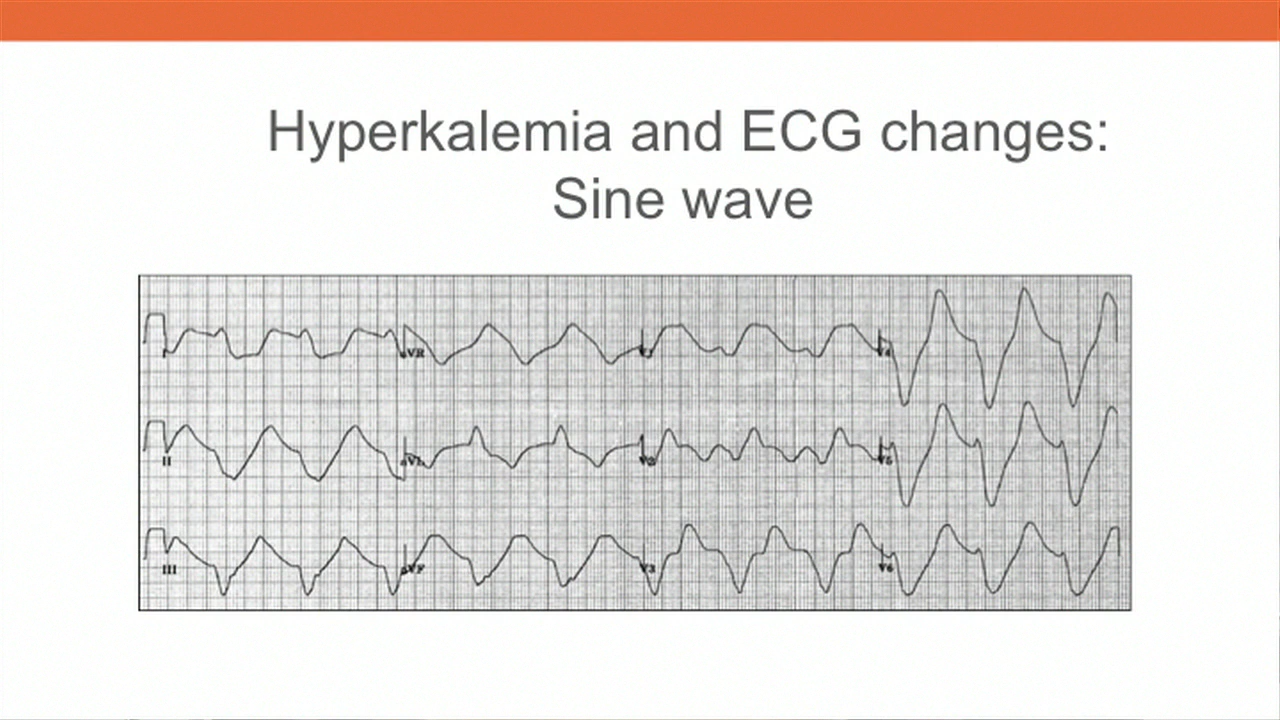 Hyperkalemia and ECG changes:
Sine wave
I
aVR
V1
V4
II
aVL
V2
V5
III
aVF
V3
V6